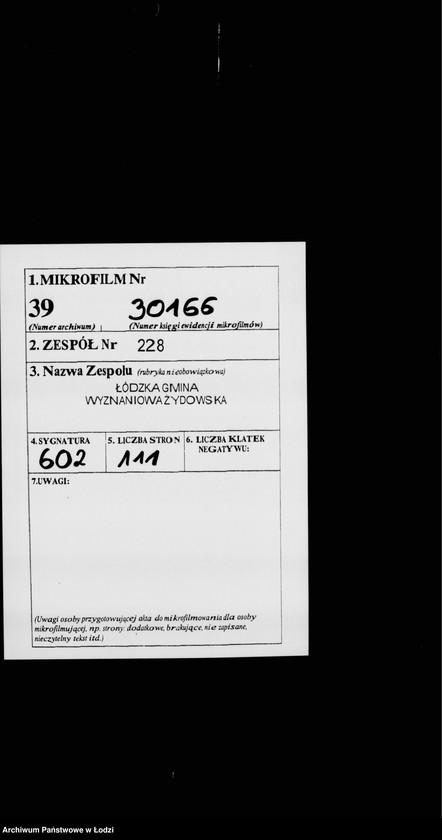 1.MIKROFILM Nr
39 30166
(Numer archiwum) (Numer księgi ewidencji mikrofilmów)
2. ZESPÓŁ Nr 228
3. Nazwa Zespołu (rubryka nieobowiązkowa)
ŁÓDZKA GMINA
WYZNANIOWA ŻYDOWSKA
4.SYGNATURA 5. LICZBA STRON 6. LICZBA KLATEK
NEGATYWU:
602 111
7.UWAGI:
(Uwagi osoby przygotowującej akta do mikrofilmowania dla osoby
mikrofilmującej, np. strony: dodatkowe, brakujące, nie zapisane,
nieczytelny tekst itd.)
Archiwum Państwowe w Łodzi